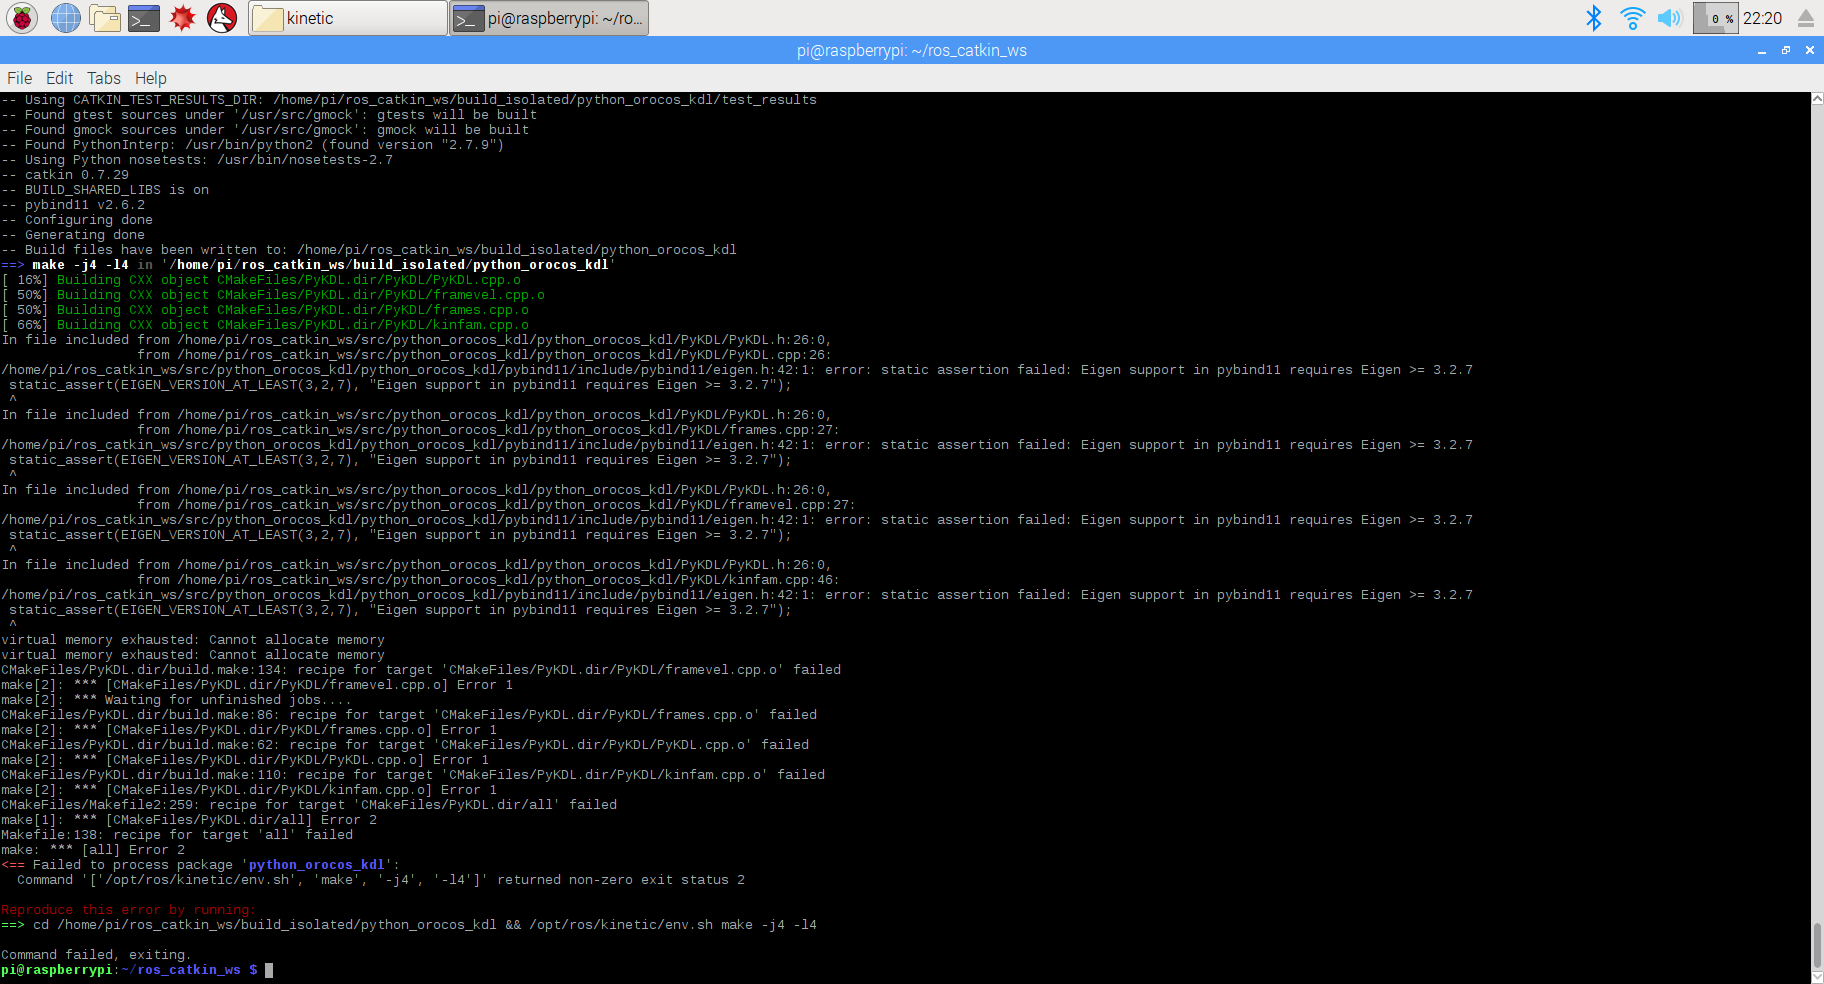 kinetic
pi@raspberrypi: ~/ro...
0 %
22:20
pi@raspberrypi: ~/ros_catkin_ws
File Edit Tabs Help
-- Using CATKIN_TEST_RESULTS_DIR: /home/pi/ros_catkin_ws/build_isolated/python_orocos_kdl/test_results
-- Found gtest sources under '/usr/src/gmock': gtests will be built
-- Found gmock sources under '/usr/src/gmock': gmock will be built
-- Found PythonInterp: /usr/bin/python2 (found version "2.7.9")
-- Using Python nosetests: /usr/bin/nosetests-2.7
-- catkin 0.7.29
-- BUILD_SHARED_LIBS is on
-- pybind11 v2.6.2
-- Configuring done
-- Generating done
-- Build files have been written to: /home/pi/ros_catkin_ws/build_isolated/python_orocos_kdl
==> make -j4 -l4 in '/home/pi/ros_catkin_ws/build_isolated/python_orocos_kdl'
[ 16%] Building CXX object CMakeFiles/PyKDL.dir/PyKDL/PyKDL.cpp.o
[ 50%] Building CXX object CMakeFiles/PyKDL.dir/PyKDL/framevel.cpp.o
[ 50%] Building CXX object CMakeFiles/PyKDL.dir/PyKDL/frames.cpp.o
[ 66%] Building CXX object CMakeFiles/PyKDL.dir/PyKDL/kinfam.cpp.o
In file included from /home/pi/ros_catkin_ws/src/python_orocos_kdl/python_orocos_kdl/PyKDL/PyKDL.h:26:0,
from /home/pi/ros_catkin_ws/src/python_orocos_kdl/python_orocos_kdl/PyKDL/PyKDL.cpp:26:
/home/pi/ros_catkin_ws/src/python_orocos_kdl/python_orocos_kdl/pybind11/include/pybind11/eigen.h:42:1: error: static assertion failed: Eigen support in pybind11 requires Eigen >= 3.2.7
static_assert(EIGEN_VERSION_AT_LEAST(3,2,7), "Eigen support in pybind11 requires Eigen >= 3.2.7");
^
In file included from /home/pi/ros_catkin_ws/src/python_orocos_kdl/python_orocos_kdl/PyKDL/PyKDL.h:26:0,
from /home/pi/ros_catkin_ws/src/python_orocos_kdl/python_orocos_kdl/PyKDL/frames.cpp:27:
/home/pi/ros_catkin_ws/src/python_orocos_kdl/python_orocos_kdl/pybind11/include/pybind11/eigen.h:42:1: error: static assertion failed: Eigen support in pybind11 requires Eigen >= 3.2.7
static_assert(EIGEN_VERSION_AT_LEAST(3,2,7), "Eigen support in pybind11 requires Eigen >= 3.2.7");
^
In file included from /home/pi/ros_catkin_ws/src/python_orocos_kdl/python_orocos_kdl/PyKDL/PyKDL.h:26:0,
from /home/pi/ros_catkin_ws/src/python_orocos_kdl/python_orocos_kdl/PyKDL/framevel.cpp:27:
/home/pi/ros_catkin_ws/src/python_orocos_kdl/python_orocos_kdl/pybind11/include/pybind11/eigen.h:42:1: error: static assertion failed: Eigen support in pybind11 requires Eigen >= 3.2.7
static_assert(EIGEN_VERSION_AT_LEAST(3,2,7), "Eigen support in pybind11 requires Eigen >= 3.2.7");
^
In file included from /home/pi/ros_catkin_ws/src/python_orocos_kdl/python_orocos_kdl/PyKDL/PyKDL.h:26:0,
from /home/pi/ros_catkin_ws/src/python_orocos_kdl/python_orocos_kdl/PyKDL/kinfam.cpp:46:
/home/pi/ros_catkin_ws/src/python_orocos_kdl/python_orocos_kdl/pybind11/include/pybind11/eigen.h:42:1: error: static assertion failed: Eigen support in pybind11 requires Eigen >= 3.2.7
static_assert(EIGEN_VERSION_AT_LEAST(3,2,7), "Eigen support in pybind11 requires Eigen >= 3.2.7");
^
virtual memory exhausted: Cannot allocate memory
virtual memory exhausted: Cannot allocate memory
CMakeFiles/PyKDL.dir/build.make:134: recipe for target 'CMakeFiles/PyKDL.dir/PyKDL/framevel.cpp.o' failed
make[2]: *** [CMakeFiles/PyKDL.dir/PyKDL/framevel.cpp.o] Error 1
make[2]: *** Waiting for unfinished jobs....
CMakeFiles/PyKDL.dir/build.make:86: recipe for target 'CMakeFiles/PyKDL.dir/PyKDL/frames.cpp.o' failed
make[2]: *** [CMakeFiles/PyKDL.dir/PyKDL/frames.cpp.o] Error 1
CMakeFiles/PyKDL.dir/build.make:62: recipe for target 'CMakeFiles/PyKDL.dir/PyKDL/PyKDL.cpp.o' failed
make[2]: *** [CMakeFiles/PyKDL.dir/PyKDL/PyKDL.cpp.o] Error 1
CMakeFiles/PyKDL.dir/build.make:110: recipe for target 'CMakeFiles/PyKDL.dir/PyKDL/kinfam.cpp.o' failed
make[2]: *** [CMakeFiles/PyKDL.dir/PyKDL/kinfam.cpp.o] Error 1
CMakeFiles/Makefile2:259: recipe for target 'CMakeFiles/PyKDL.dir/all' failed
make[1]: *** [CMakeFiles/PyKDL.dir/all] Error 2
Makefile:138: recipe for target 'all' failed
make: *** [all] Error 2
<== Failed to process package 'python_orocos_kdl':
Command '['/opt/ros/kinetic/env.sh', 'make', '-j4', '-l4']' returned non-zero exit status 2
Reproduce this error by running:
==> cd /home/pi/ros_catkin_ws/build_isolated/python_orocos_kdl && /opt/ros/kinetic/env.sh make -j4 -l4
Command failed, exiting.
pi@raspberrypi:~/ros_catkin_ws $